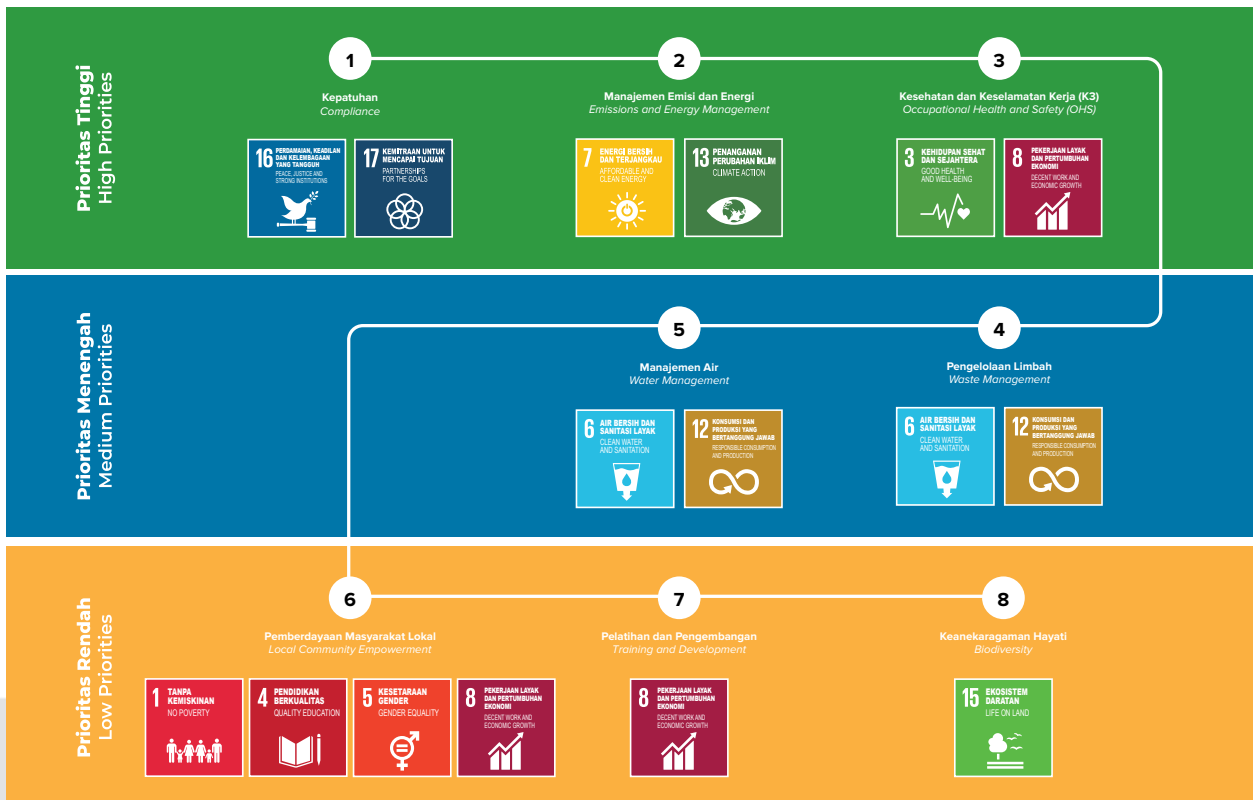 Prioritas Tinggi
High Priorities
1
Kepatuhan
Compliance
16 PERDAMAIAN, KEADILAN
DAN KELEMBAGAAN
YANG TANGGUH
PEACE, JUSTICE AND
STRONG INSTITUTIONS
17 KEMITRAAN UNTUK
MENCAPAI TUJUAN
PARTNERSHIPS
FOR THE GOALS
2
Manajemen Emisi dan Energi
Emissions and Energy Management
7 ENERGI BERSIH
DAN TERJANGKAU
AFFORDABLE AND
CLEAN ENERGY
13 PENANGANAN
PERUBAHAN IKLIM
CLIMATE ACTION
3
Kesehatan dan Keselamatan Kerja (K3)
Occupational Health and Safety (OHS)
3 KEHIDUPAN SEHAT
DAN SEJAHTERA
GOOD HEALTH
AND WELL-BEING
8 PEKERJAAN LAYAK
DAN PERTUMBUHAN
EKONOMI
DECENT WORK AND
ECONOMIC GROWTH
Prioritas Menengah
Medium Priorities
5
Manajemen Air
Water Management
6 AIR BERSIH DAN
SANITASI LAYAK
CLEAN WATER
AND SANITATION
12 KONSUMSI DAN
PRODUKSI YANG
BERTANGGUNG JAWAB
RESPONSIBLE CONSUMPTION
AND PRODUCTION
4
Pengelolaan Limbah
Waste Management
6 AIR BERSIH DAN
SANITASI LAYAK
CLEAN WATER
AND SANITATION
12 KONSUMSI DAN
PRODUKSI YANG
BERTANGGUNG JAWAB
RESPONSIBLE CONSUMPTION
AND PRODUCTION
Prioritas Rendah
Low Priorities
6
Pemberdayaan Masyarakat Lokal
Local Community Empowerment
1 TANPA
KEMISKINAN
NO POVERTY
4 PENDIDIKAN
BERKUALITAS
QUALITY EDUCATION
5 KESETARAAN
GENDER
GENDER EQUALITY
8 PEKERJAAN LAYAK
DAN PERTUMBUHAN
EKONOMI
DECENT WORK AND
ECONOMIC GROWTH
7
Pelatihan dan Pengembangan
Training and Development
8 PEKERJAAN LAYAK
DAN PERTUMBUHAN
EKONOMI
DECENT WORK AND
ECONOMIC GROWTH
8
Keanekaragaman Hayati
Biodiversity
15 EKOSISTEM
DARATAN
LIFE ON LAND